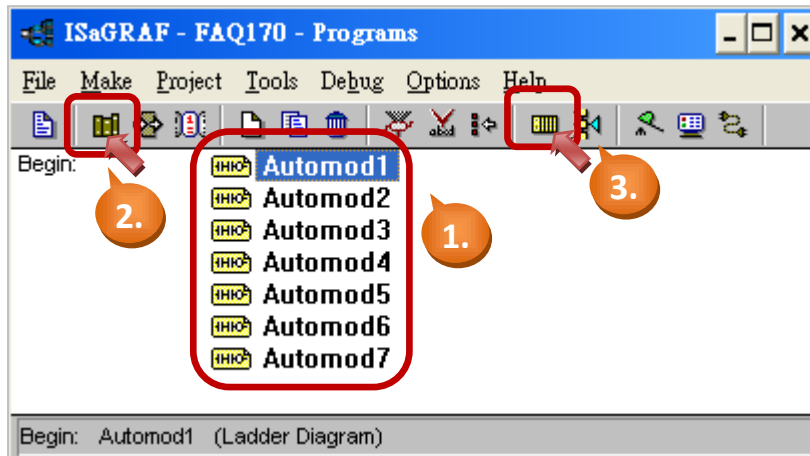 ISaGRAF - FAQ170 - Programs
File Make Project Tools Debug Options Help
Begin:
Automod1
Automod2
Automod3
Automod4
Automod5
Automod6
Automod7
1.
2.
3.
Begin: Automod1 (Ladder Diagram)